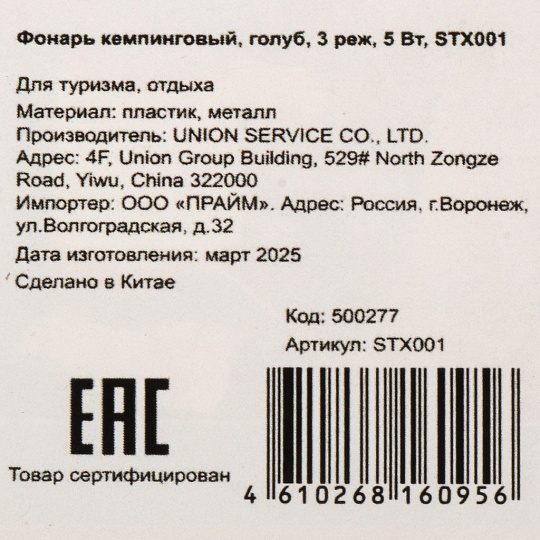 Фонарь кемпинговый, голуб, 3 реж, 5 Вт, STX001
Для туризма, отдыха
Материал: пластик, металл
Производитель: UNION SERVICE CO., LTD.
Адрес: 4F, Union Group Building, 529# North Zongze
Road, Yiwu, China 322000
Импортер: ООО «ПРАЙМ». Адрес: Россия, г.Воронеж,
ул.Волгоградская, д.32
Дата изготовления: март 2025
Сделано в Китае
Код: 500277
Артикул: STX001
EAC
Товар сертифицирован
4 610268 160956